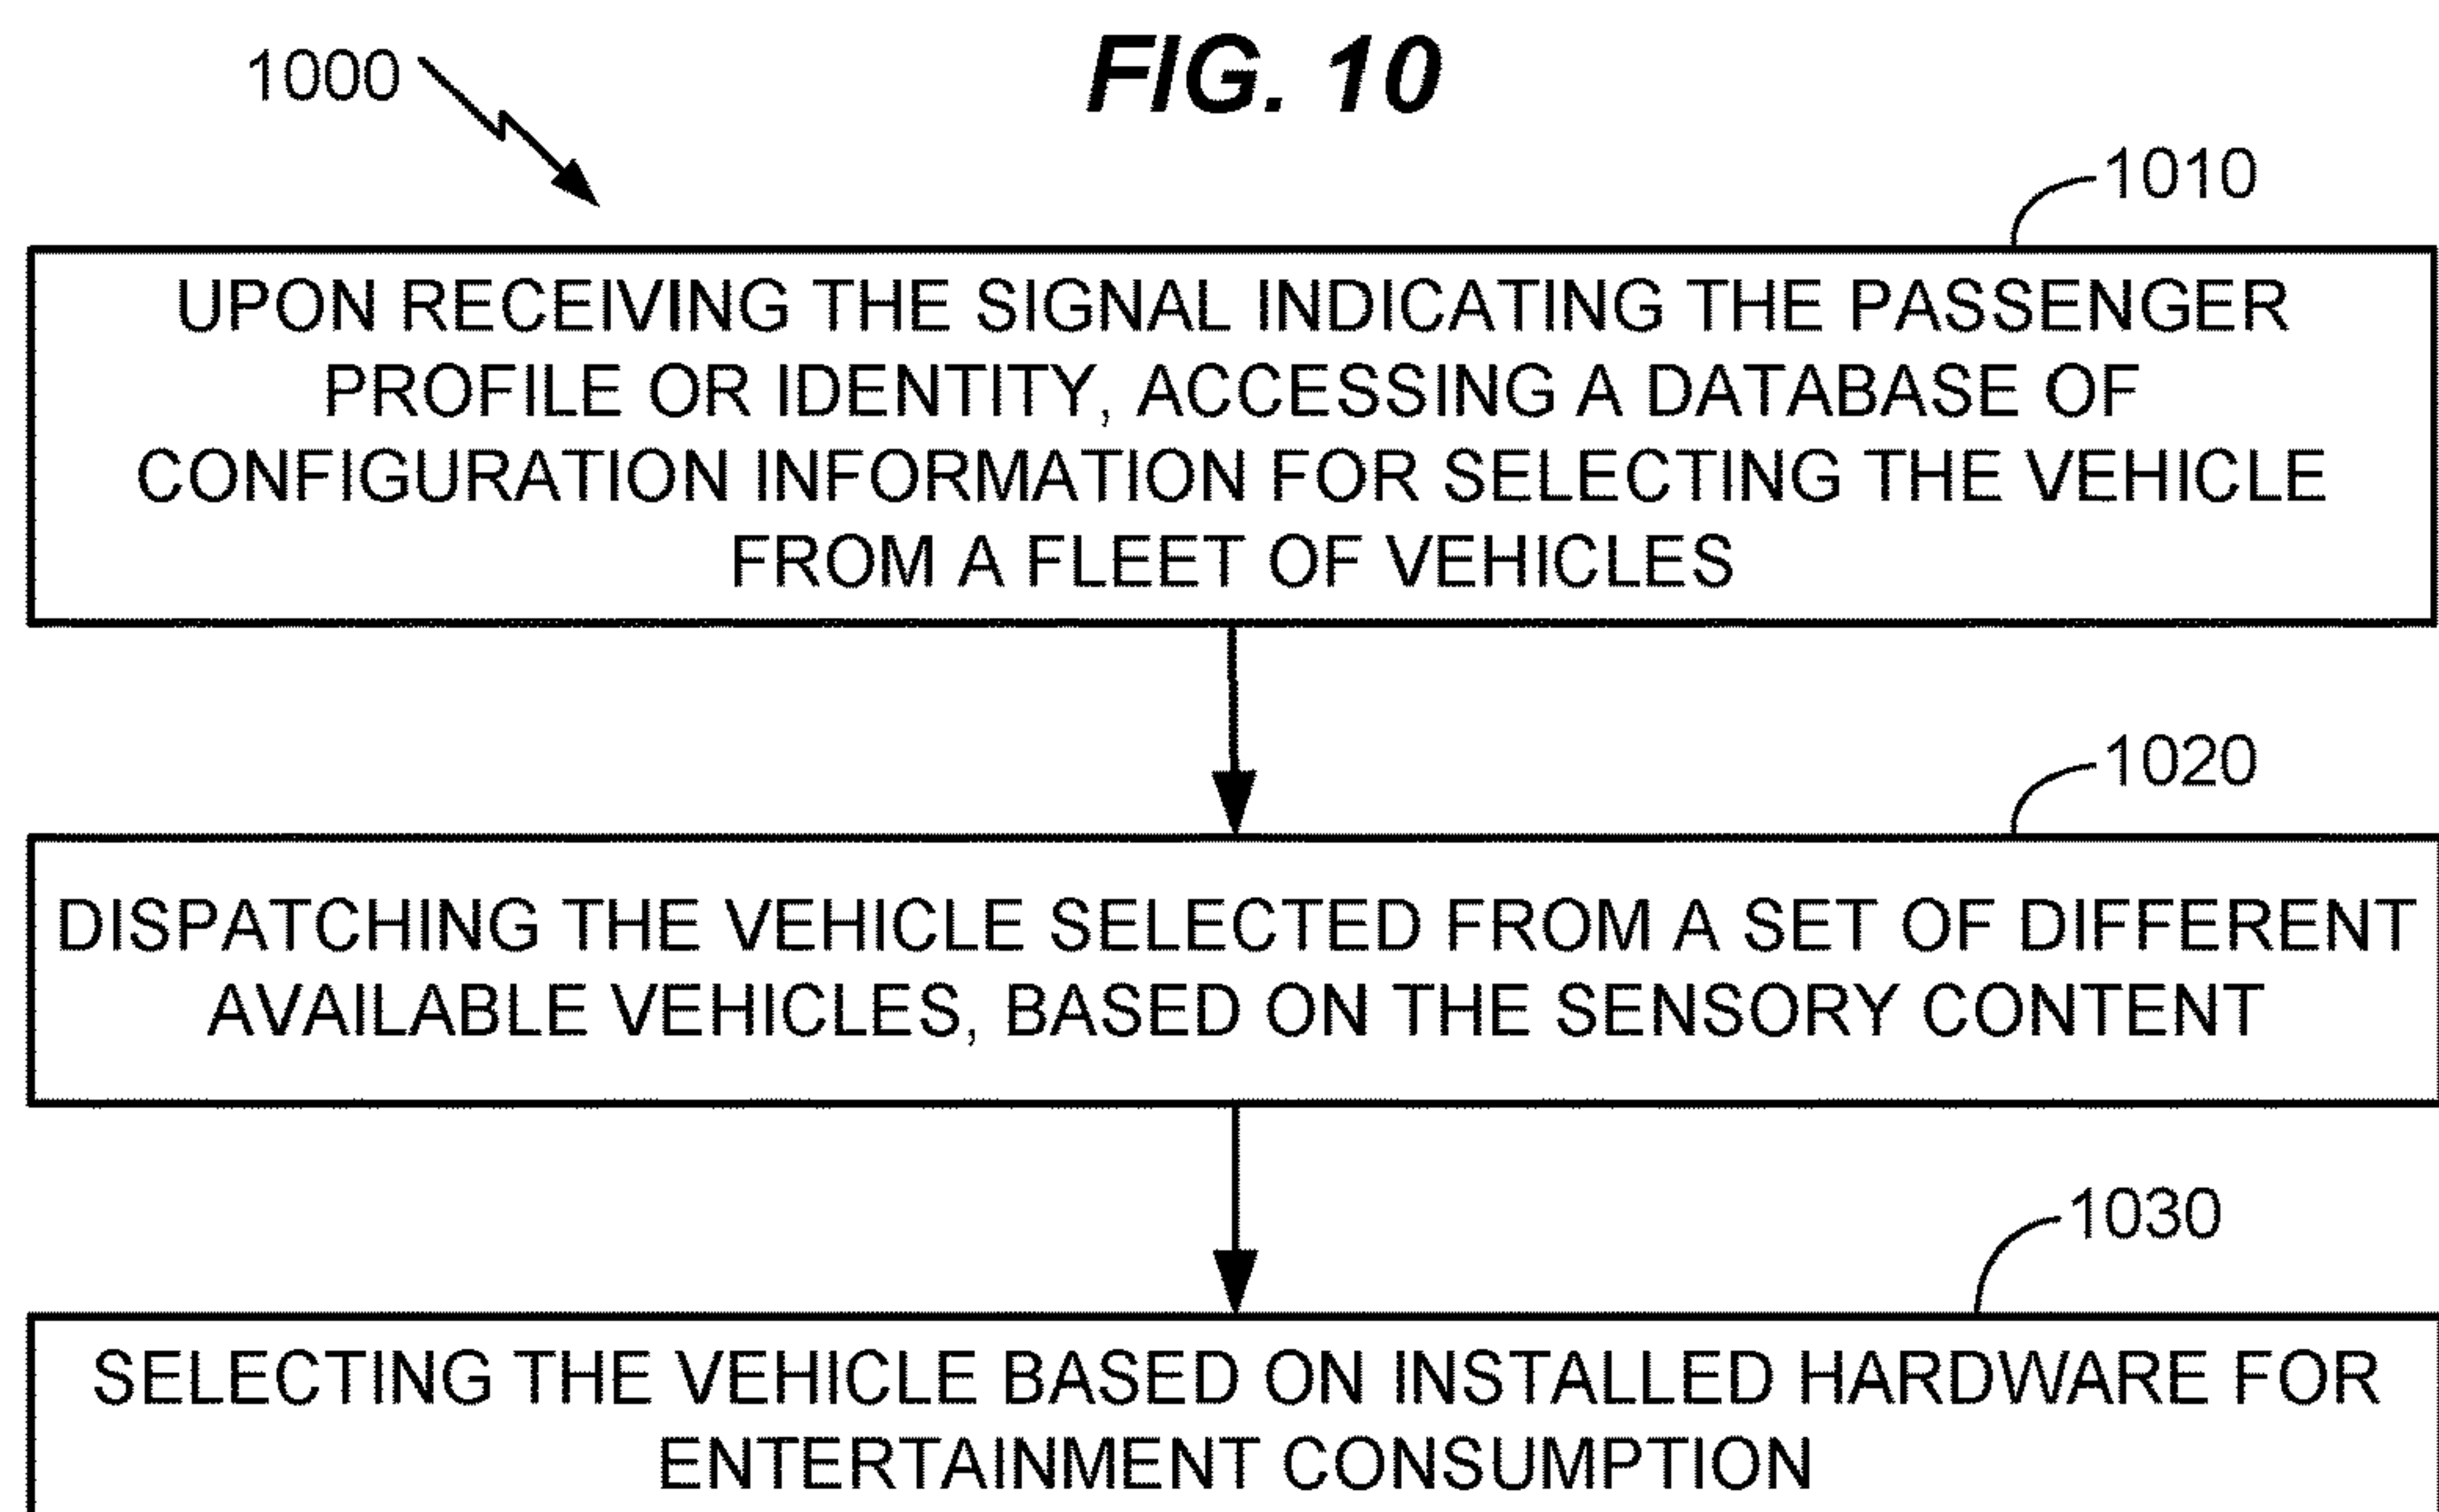 FIG. 10
1000
1010
UPON RECEIVING THE SIGNAL INDICATING THE PASSENGER
PROFILE OR IDENTITY, ACCESSING A DATABASE OF
CONFIGURATION INFORMATION FOR SELECTING THE VEHICLE
FROM A FLEET OF VEHICLES
1020
DISPATCHING THE VEHICLE SELECTED FROM A SET OF DIFFERENT
AVAILABLE VEHICLES, BASED ON THE SENSORY CONTENT
1030
SELECTING THE VEHICLE BASED ON INSTALLED HARDWARE FOR
ENTERTAINMENT CONSUMPTION